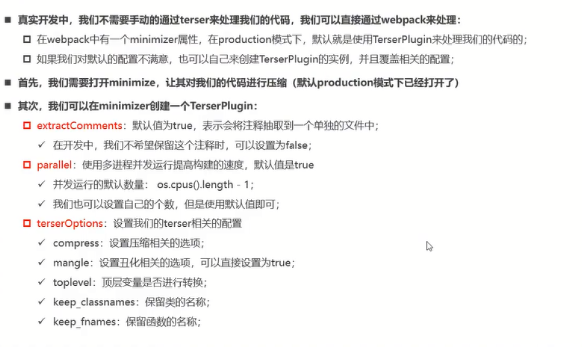 真实开发中，我们不需要手动的通过terser来处理我们的代码，我们可以直接通过webpack来处理：
在webpack中有一个minimizer属性，在production模式下，默认就是使用TerserPlugin来处理我们的代码的；
如果我们对默认的配置不满意，也可以自己来创建TerserPlugin的实例，并且覆盖相关的配置；
首先，我们需要打开minimize，让其对我们的代码进行压缩（默认production模式下已经打开了）
其次，我们可以在minimizer创建一个TerserPlugin：
extractComments：默认值为true，表示会将注释抽取到一个单独的文件中；
在开发中，我们不希望保留这个注释时，可以设置为false；
parallel：使用多进程并发运行提高构建的速度，默认值是true
并发运行的默认数量： os.cpus().length - 1；
我们也可以设置自己的个数，但是使用默认值即可；
terserOptions：设置我们的terser相关的配置
compress：设置压缩相关的选项；
mangle：设置丑化相关的选项，可以直接设置为true；
toplevel：顶层变量是否进行转换；
keep_classnames：保留类的名称；
keep_fnames：保留函数的名称；